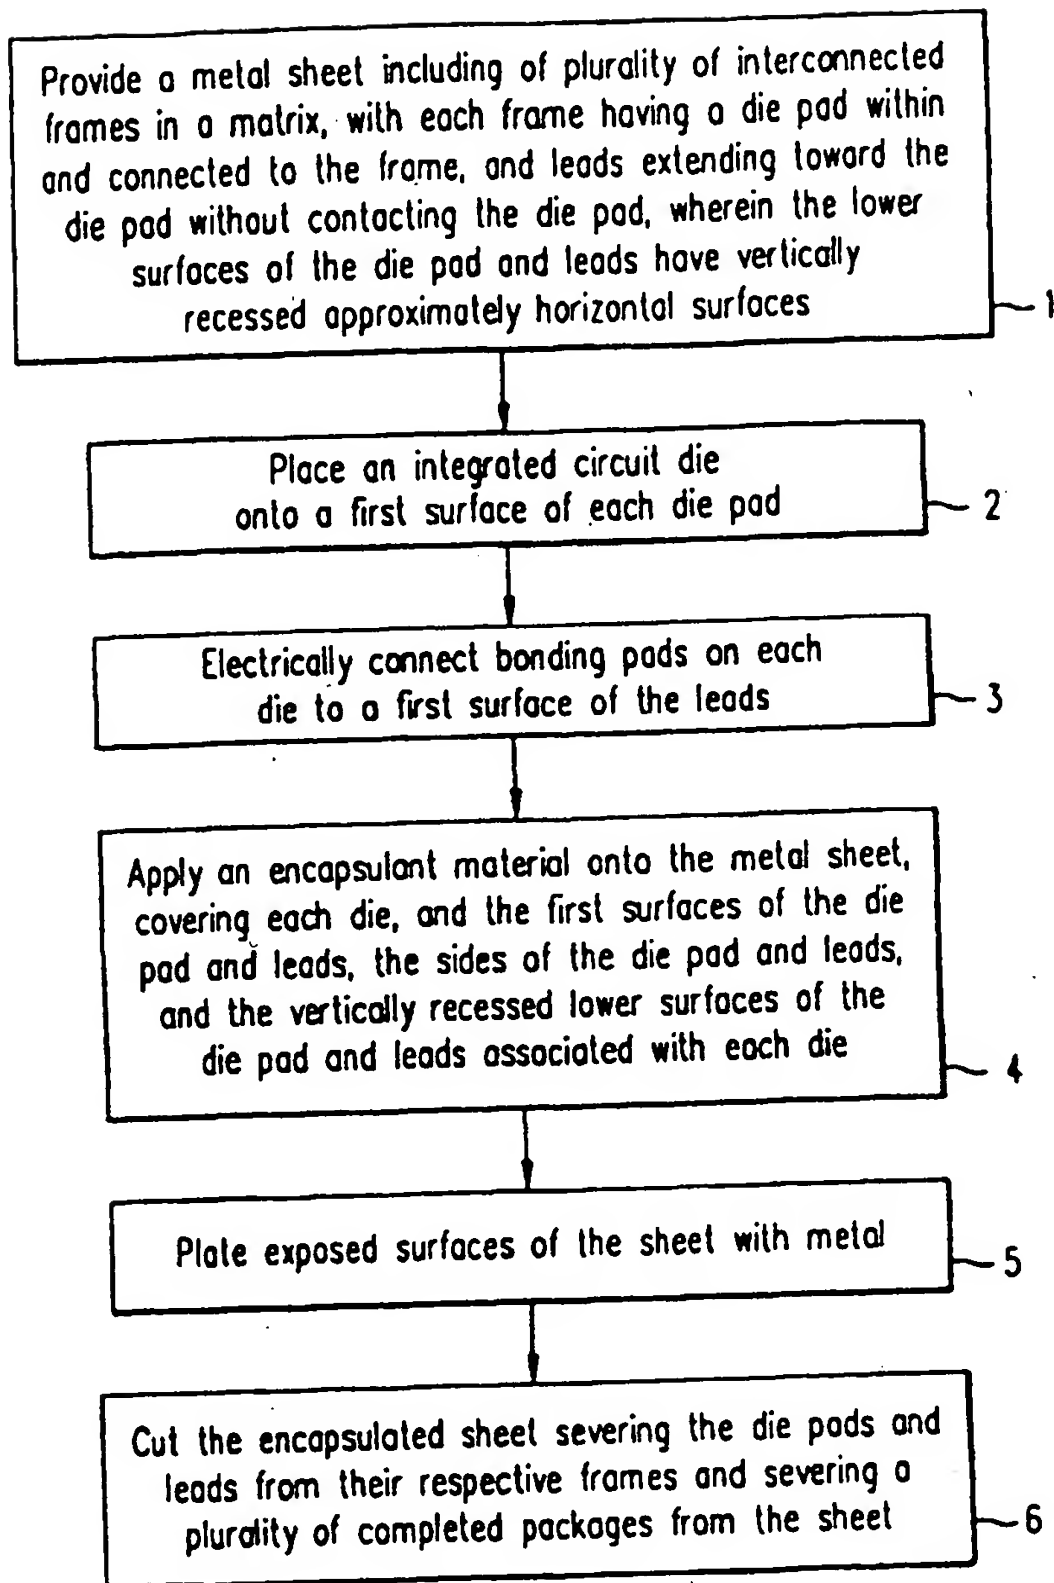 Provide a metal sheet including of plurality of interconnected
frames in a matrix, with each frame having a die pad within
and connected to the frame, and leads extending toward the
die pad without contacting the die pad, wherein the lower
surfaces of the die pad and leads have vertically
recessed approximately horizontal surfaces
1
Place an integrated circuit die
onto a first surface of each die pad
2
Electrically connect bonding pads on each
die to a first surface of the leads
3
Apply an encapsulant material onto the metal sheet,
covering each die, and the first surfaces of the die
pad and leads, the sides of the die pad and leads,
and the vertically recessed lower surfaces of the
die pad and leads associated with each die
4
Plate exposed surfaces of the sheet with metal
5
Cut the encapsulated sheet severing the die pads and
leads from their respective frames and severing a
plurality of completed packages from the sheet
6